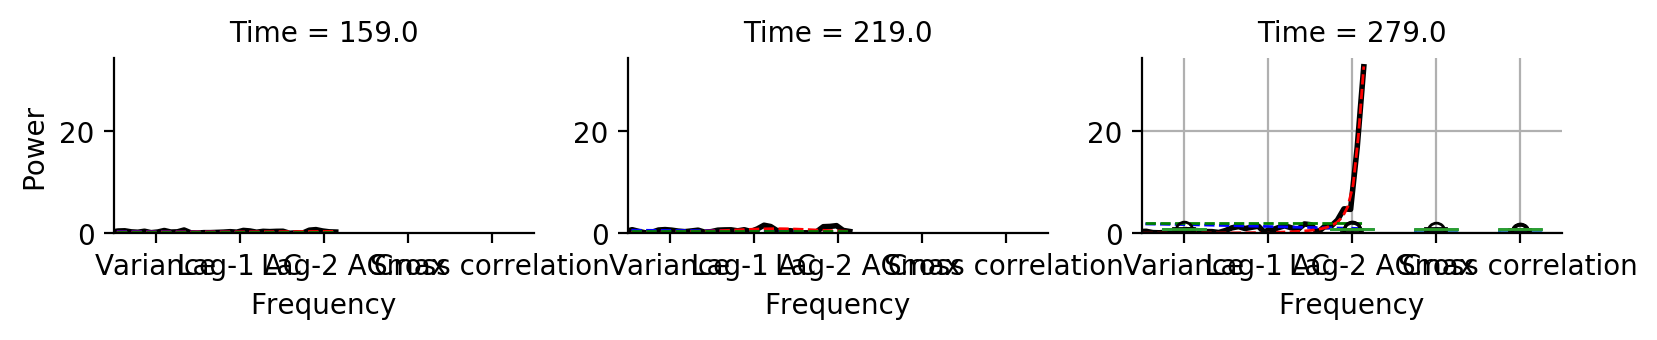 Time = 159.0
Time = 219.0
Time = 279.0
Power
20
0
20
0
20
0
Variance Lag-1 AC Lag-2 AC Smax Cross correlation
Variance Lag-1 AC Lag-2 AC Smax Cross correlation
Variance Lag-1 AC Lag-2 AC Smax Cross correlation
Frequency
Frequency
Frequency